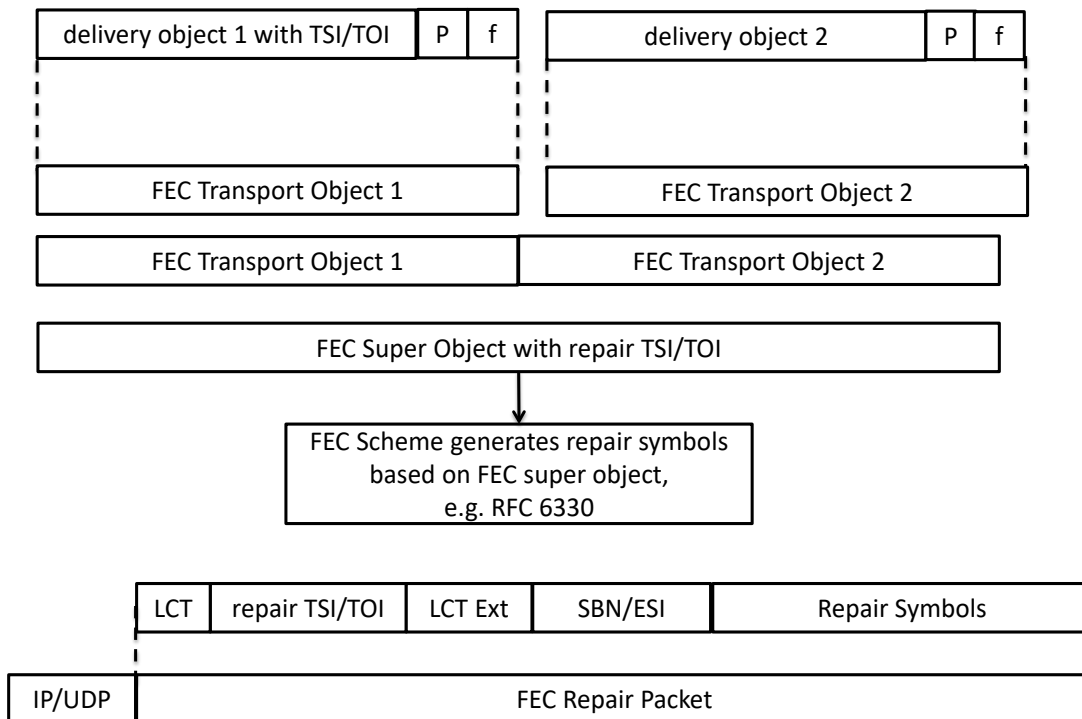 delivery object 1 with TSI/TOI P f delivery object 2 P f
FEC Transport Object 1 FEC Transport Object 2
FEC Transport Object 1 FEC Transport Object 2
FEC Super Object with repair TSI/TOI
FEC Scheme generates repair symbols
based on FEC super object,
e.g. RFC 6330
LCT repair TSI/TOI LCT Ext SBN/ESI Repair Symbols
IP/UDP FEC Repair Packet